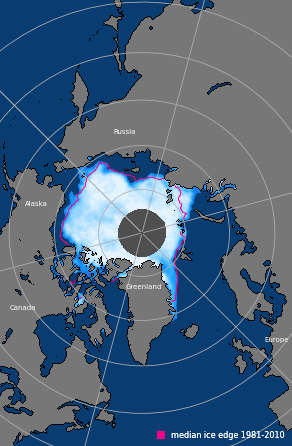 Russia
Alaska
Greenland
Canada
Europe
median ice edge 1981-2010